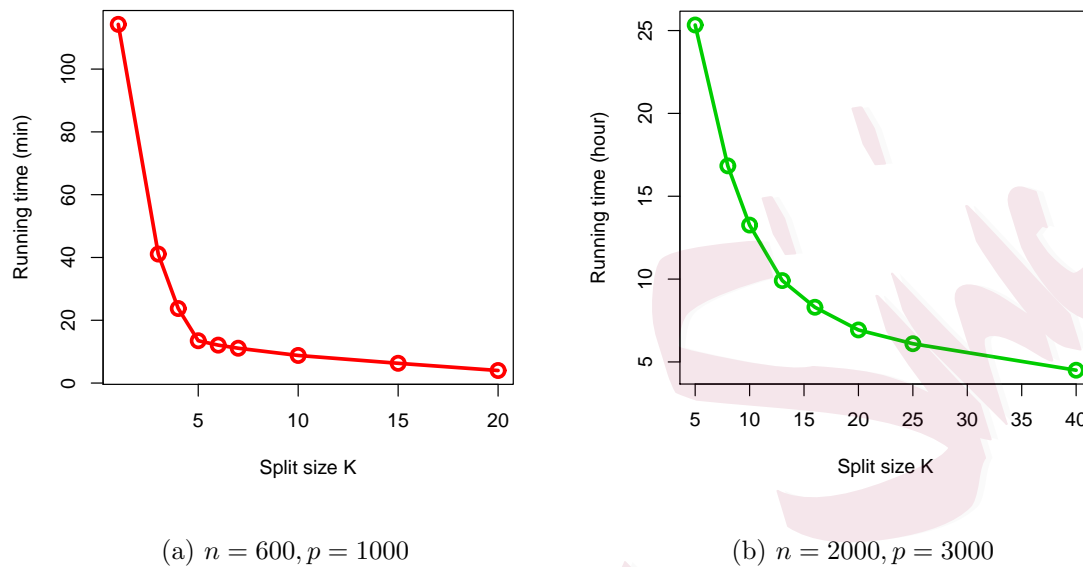 Running time (min)
0 20 40 60 80 100
5 10 15 20
Split size K
(a) n = 600, p = 1000
Running time (hour)
5 10 15 20 25
5 10 15 20 25 30 35 40
Split size K
(b) n = 2000, p = 3000